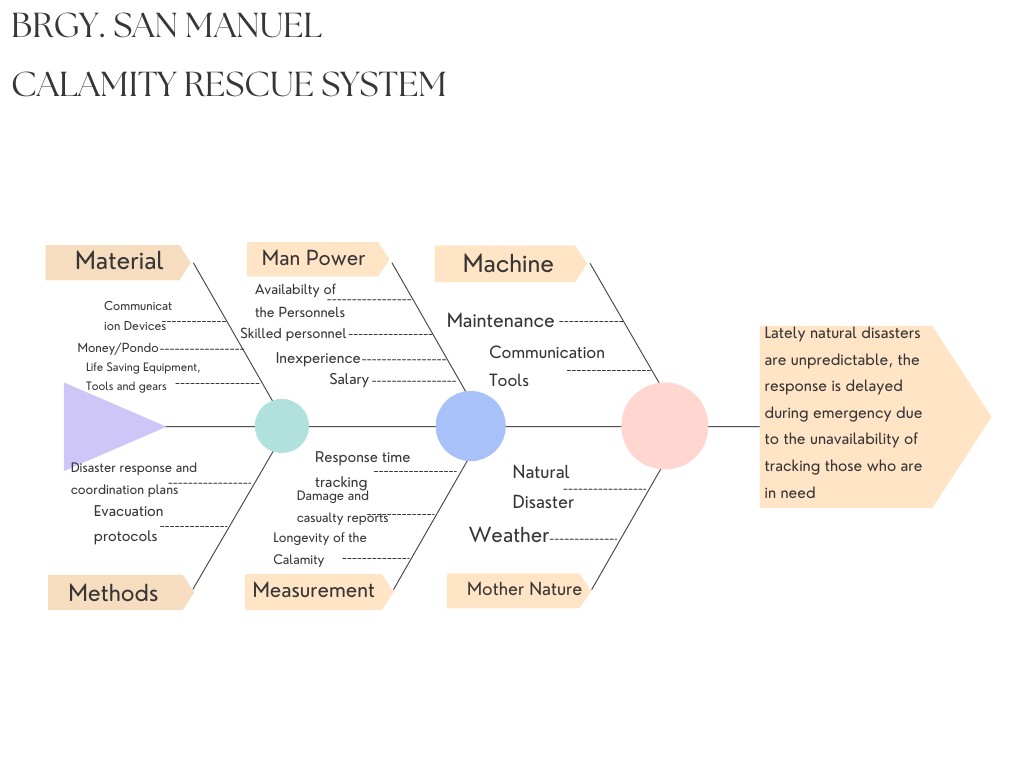 BRGY. SAN MANUEL
CALAMITY RESCUE SYSTEM
Material
Communicat
ion Devices
Money/Pondo
Life Saving Equipment,
Tools and gears
Man Power
Availabilty of
the Personnels
Skilled personnel
Inexperience
Salary
Machine
Maintenance
Communication
Tools
Lately natural disasters
are unpredictable, the
response is delayed
during emergency due
to the unavailability of
tracking those who are
in need
Disaster response and
coordination plans
Evacuation
protocols
Methods
Response time
tracking
Damage and
casualty reports
Longevity of the
Calamity
Measurement
Natural
Disaster
Weather
Mother Nature